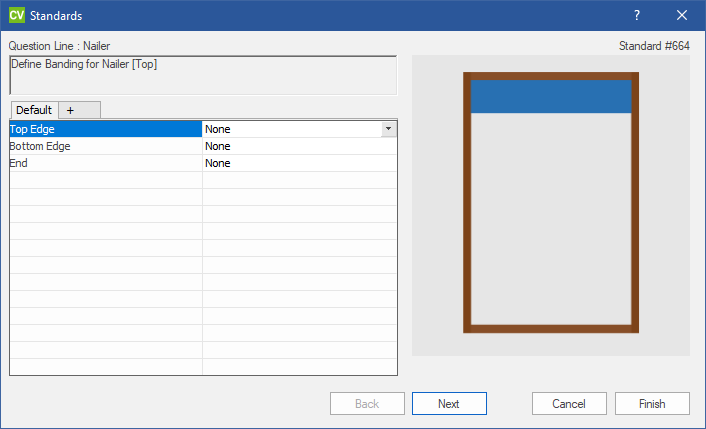 CV Standards ?
Question Line : Nailer Standard #664
Define Banding for Nailer [Top]
Default +
Top Edge None
Bottom Edge None
End None
Back Next Cancel Finish